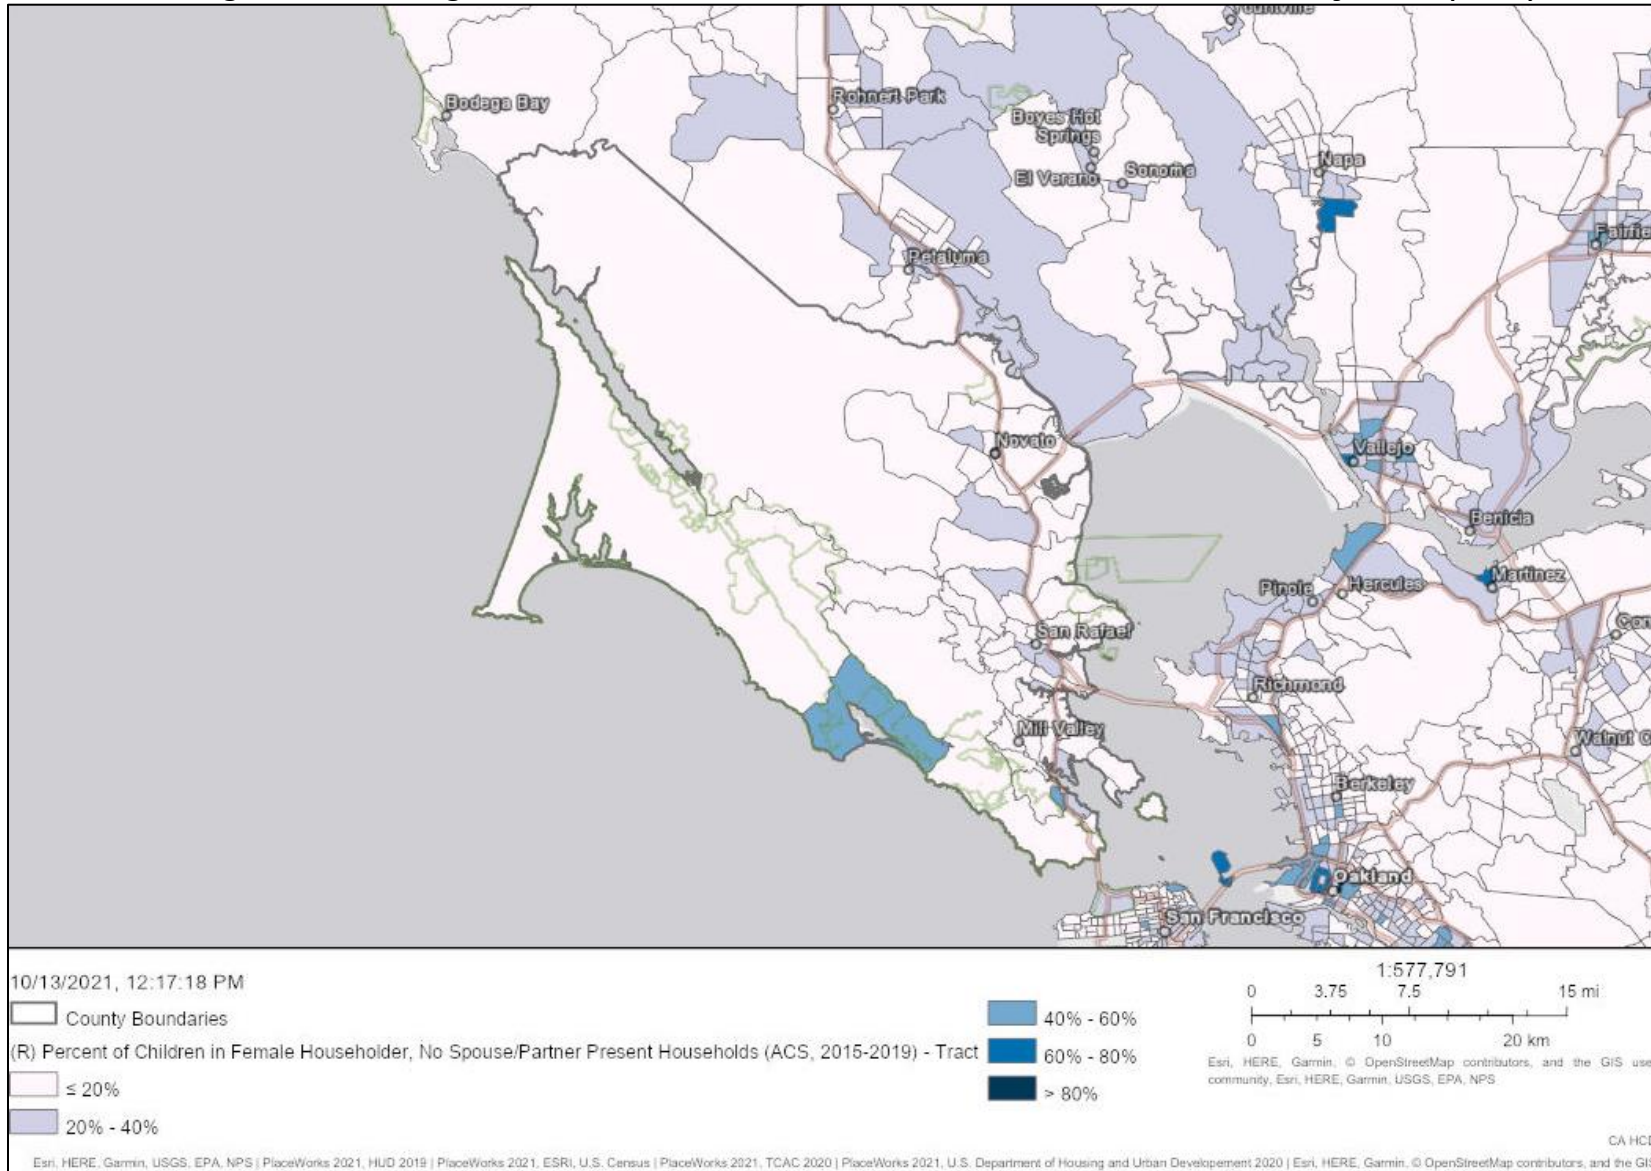 Bodega Bay
Rohnert Park
Boyes Hot
Springs
El Verano
Sonoma
Napa
Petaluma
Novato
Vallejo
Benicia
Pinole
Hercules
Martinez
San Rafael
Richmond
Mill Valley
Berkeley
Oakland
San Francisco
10/13/2021, 12:17:18 PM
County Boundaries
(R) Percent of Children in Female Householder, No Spouse/Partner Present Households (ACS, 2015-2019) - Tract
≤ 20%
20% - 40%
40% - 60%
60% - 80%
> 80%
1:577,791
0 3.75 7.5 15 mi
0 5 10 20 km
Esri, HERE, Garmin, © OpenStreetMap contributors, and the GIS use
community, Esri, HERE, Garmin, USGS, EPA, NPS
CA HCD
Esri, HERE, Garmin, USGS, EPA, NPS | PlaceWorks 2021, HUD 2019 | PlaceWorks 2021, ESRI, U.S. Census | PlaceWorks 2021, TCAC 2020 | PlaceWorks 2021, U.S. Department of Housing and Urban Developement 2020 | Esri, HERE, Garmin, © OpenStreetMap contributors, and the GI